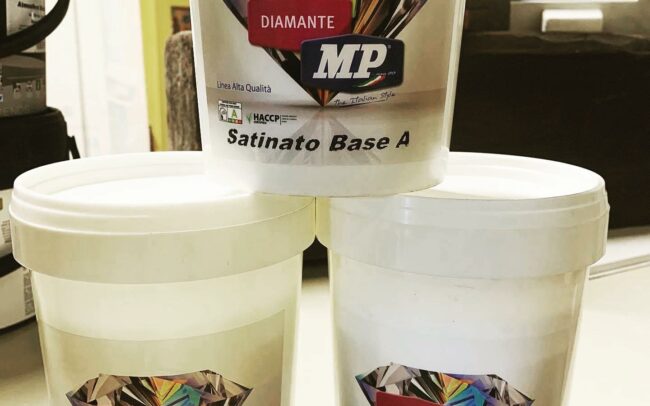 DIAMANTE
MP
Linea Alta Qualità
The Italian Style
A
HACCP
Satinato Base A